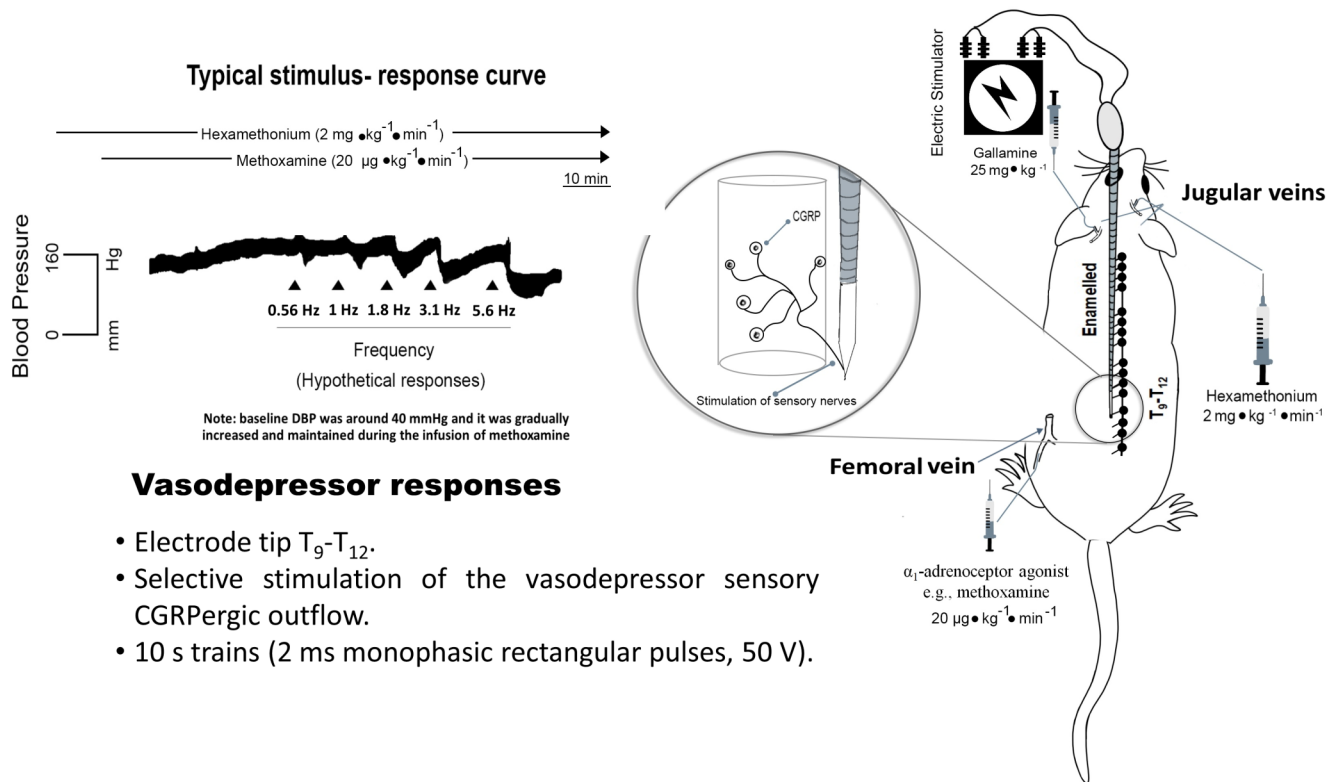 Typical stimulus- response curve
Hexamethonium (2 mg ●kg⁻¹● min⁻¹)
Methoxamine (20 µg ●kg⁻¹●min⁻¹)
10 min
Blood Pressure
160
0
Hg
mm
0.56 Hz 1 Hz 1.8 Hz 3.1 Hz 5.6 Hz
Frequency
(Hypothetical responses)
Note: baseline DBP was around 40 mmHg and it was gradually
increased and maintained during the infusion of methoxamine
Vasodepressor responses
• Electrode tip T₉-T₁₂.
• Selective stimulation of the vasodepressor sensory
CGRPergic outflow.
• 10 s trains (2 ms monophasic rectangular pulses, 50 V).
CGRP
Stimulation of sensory nerves
Electric Stimulator
Gallamine
25 mg● kg ⁻¹
Jugular veins
Enamelled
T₉-T₁₂
Hexamethonium
2 mg ● kg ⁻¹ ● min⁻¹
Femoral vein
α₁-adrenoceptor agonist
e.g., methoxamine
20 µg● kg⁻¹● min⁻¹